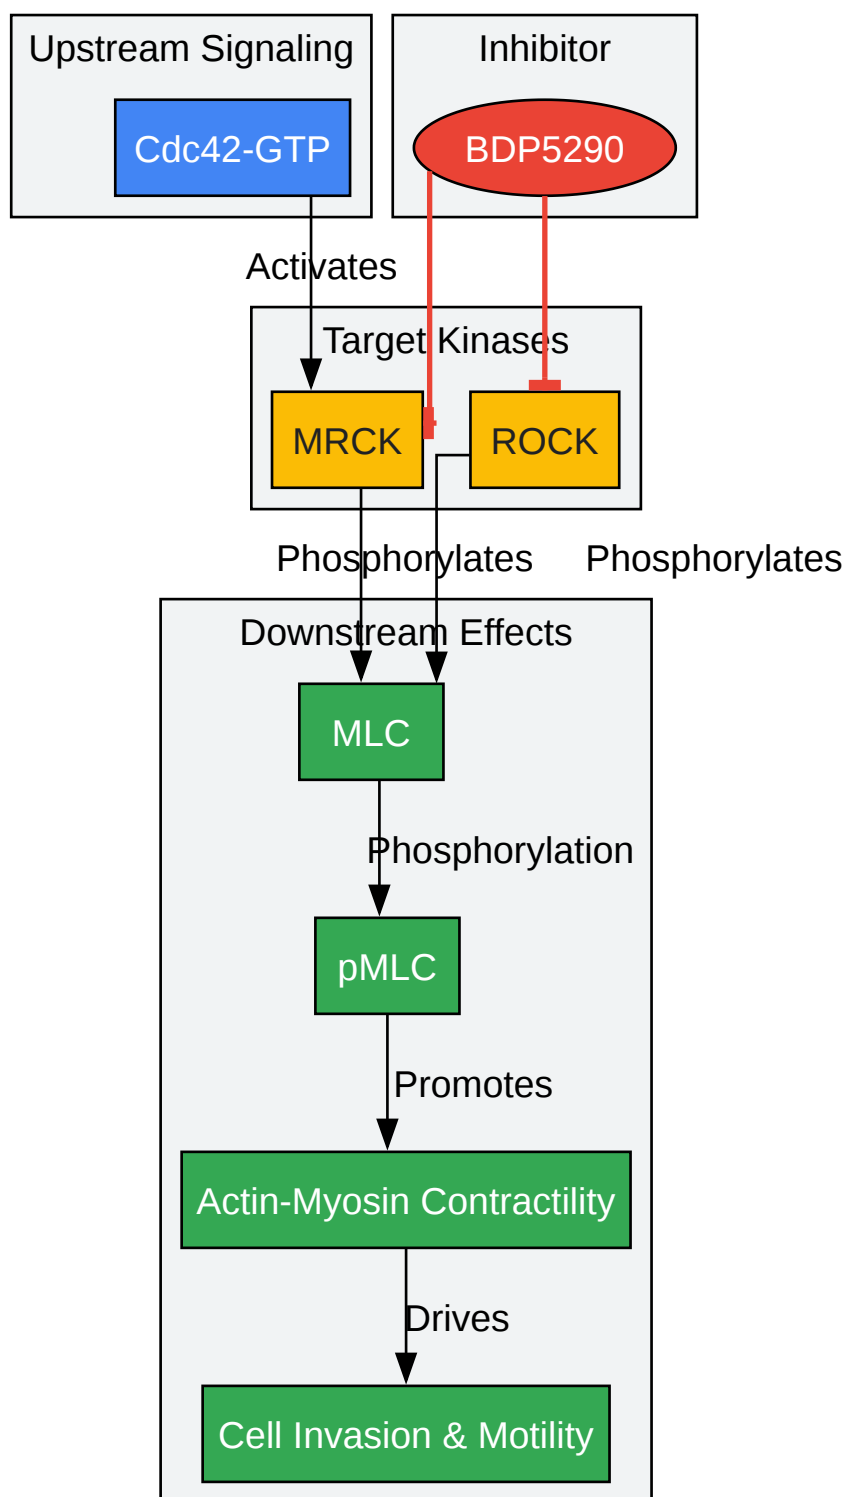 Upstream Signaling
Inhibitor
Cdc42-GTP
BDP5290
Activates
Target Kinases
MRCK
ROCK
Phosphorylates
Phosphorylates
Downstream Effects
MLC
Phosphorylation
pMLC
Promotes
Actin-Myosin Contractility
Drives
Cell Invasion & Motility